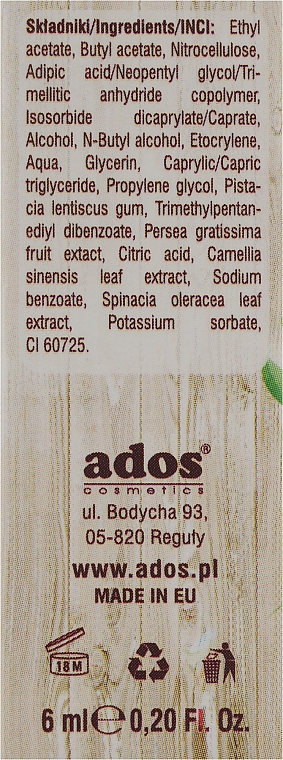 Składniki/Ingredients/INCI: Ethyl
acetate, Butyl acetate, Nitrocellulose,
Adipic acid/Neopentyl glycol/Tri-
mellitic anhydride copolymer,
Isosorbide dicaprylate/Caprate,
Alcohol, N-Butyl alcohol, Etocrylene,
Aqua, Glycerin, Caprylic/Capric
triglyceride, Propylene glycol, Pista-
cia lentiscus gum, Trimethylpentan-
ediyl dibenzoate, Persea gratissima
fruit extact, Citric acid, Camellia
sinensis leaf extract, Sodium
benzoate, Spinacia oleracea leaf
extract, Potassium sorbate,
CI 60725.
ados®
cosmetics
ul. Bodycha 93,
05-820 Reguły
www.ados.pl
MADE IN EU
18M
6 ml e 0,20 Fl. Oz.